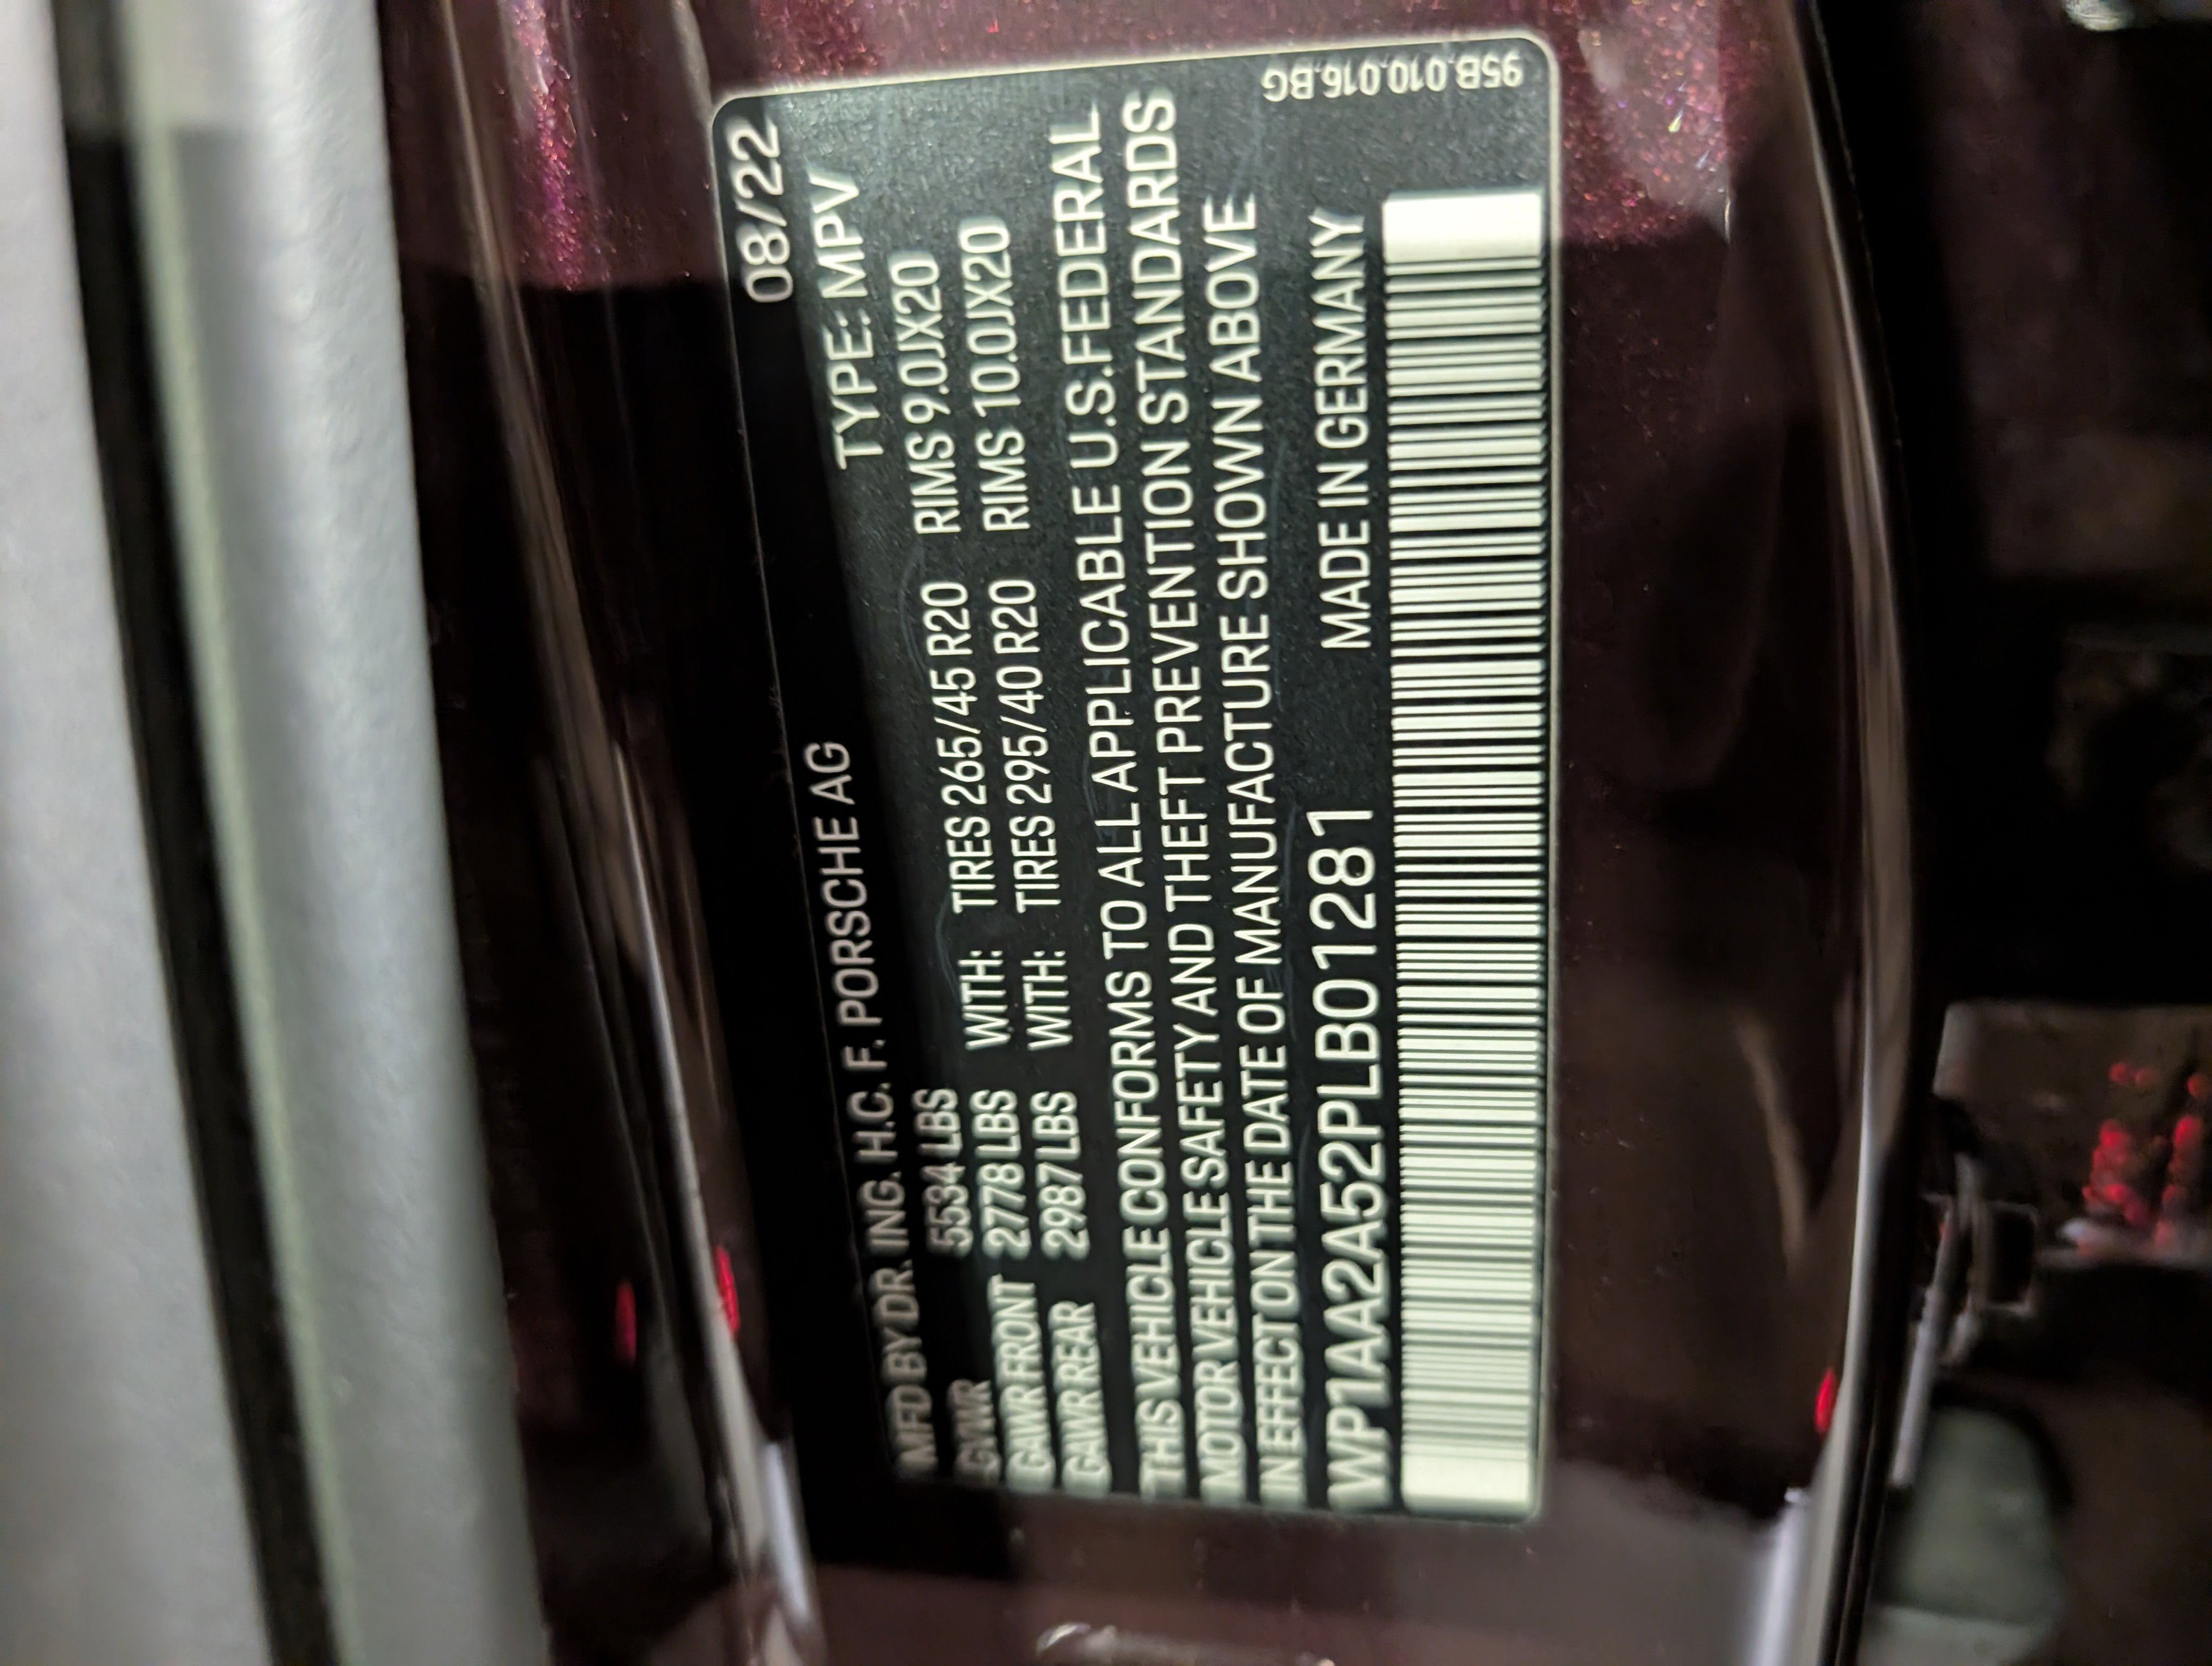 08/22
MFD BY DR. ING. H.C. F. PORSCHE AG
TYPE: MPV
GVWR 5534 LBS
GAWR FRONT 2778 LBS WITH: TIRES 265/45 R20 RIMS 9.0JX20
GAWR REAR 2987 LBS WITH: TIRES 295/40 R20 RIMS 10.0JX20
THIS VEHICLE CONFORMS TO ALL APPLICABLE U.S.FEDERAL
MOTOR VEHICLE SAFETY AND THEFT PREVENTION STANDARDS
IN EFFECT ON THE DATE OF MANUFACTURE SHOWN ABOVE
WP1AA2A52PLB01281 MADE IN GERMANY
95B.010.016.BG